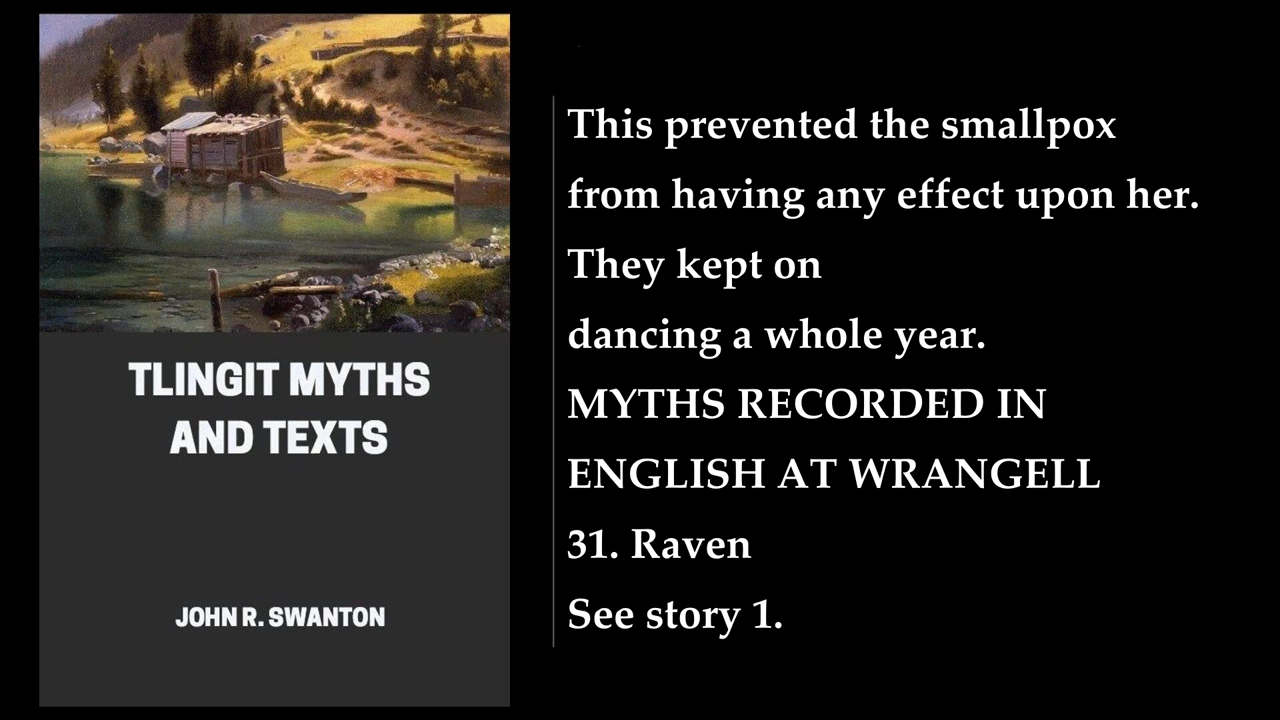 TLINGIT MYTHS
AND TEXTS
JOHN R. SWANTON
This prevented the smallpox
from having any effect upon her.
They kept on
dancing a whole year.
MYTHS RECORDED IN
ENGLISH AT WRANGELL
31. Raven
See story 1.